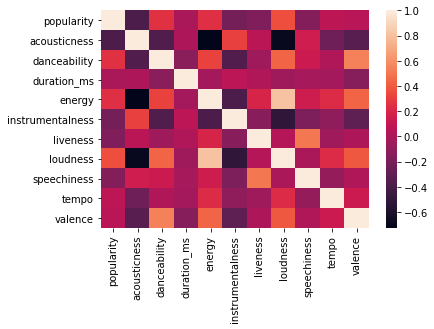 popularity
acousticness
danceability
duration_ms
energy
instrumentalness
liveness
loudness
speechiness
tempo
valence
popularity
acousticness
danceability
duration_ms
energy
instrumentalness
liveness
loudness
speechiness
tempo
valence
1.0
0.8
0.6
0.4
0.2
0.0
−0.2
−0.4
−0.6